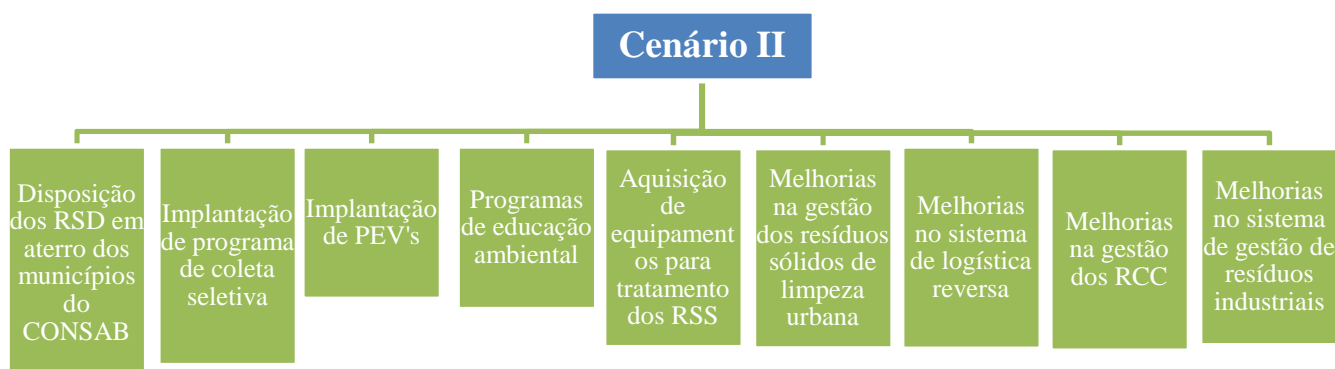 Cenário II
Disposição
dos RSD em
aterro dos
municípios
do
CONSAB
Implantação
de programa
de coleta
seletiva
Implantação
de PEV's
Programas
de educação
ambiental
Aquisição
de
equipament
os para
tratamento
dos RSS
Melhorias
na gestão
dos resíduos
sólidos de
limpeza
urbana
Melhorias
no sistema
de logística
reversa
Melhorias
na gestão
dos RCC
Melhorias
no sistema
de gestão de
resíduos
industriais